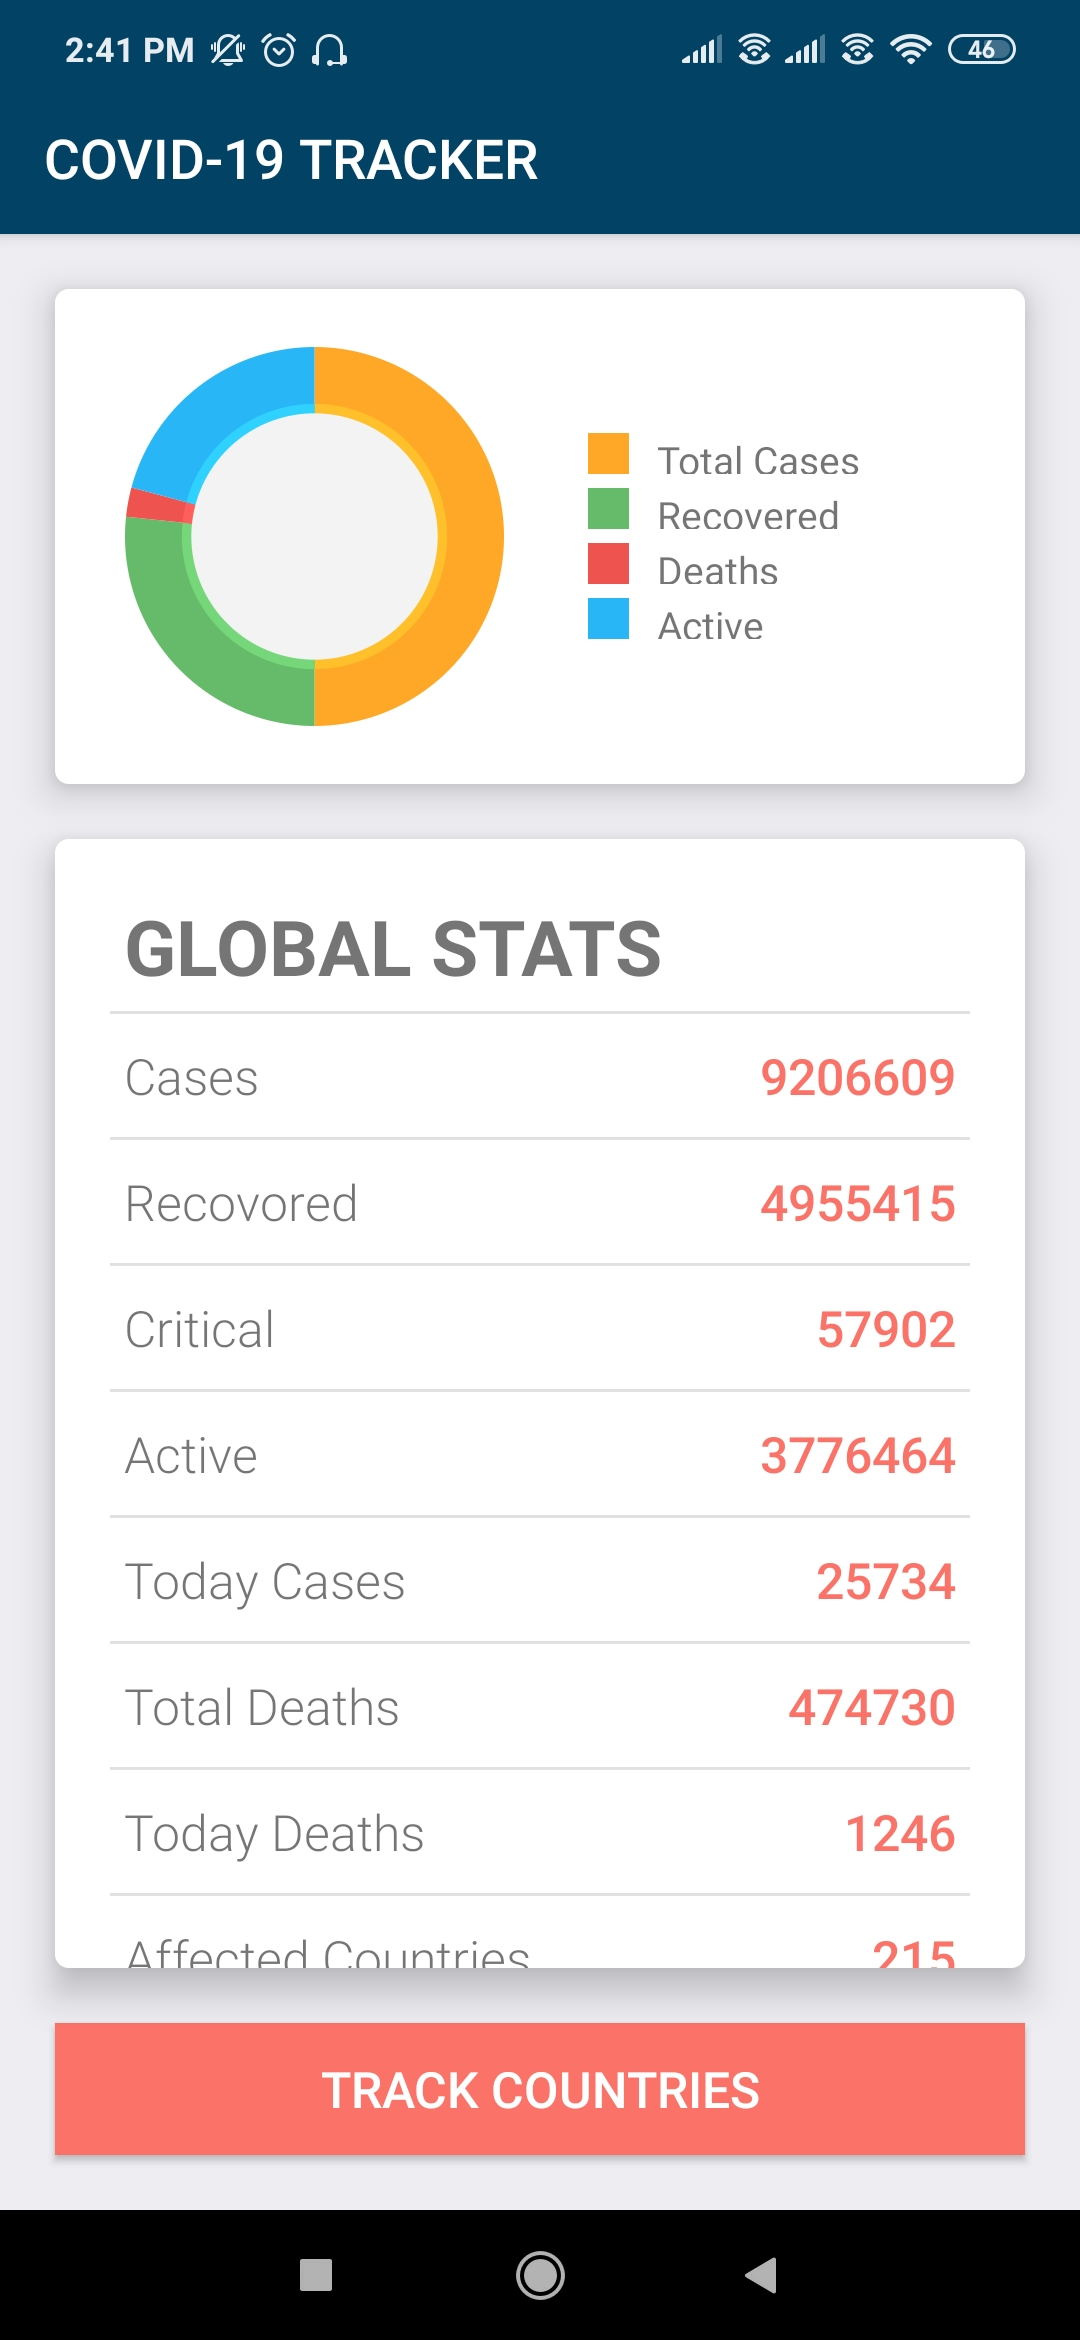 2:41 PM 46
COVID-19 TRACKER
Total Cases
Recovered
Deaths
Active
GLOBAL STATS
Cases 9206609
Recovored 4955415
Critical 57902
Active 3776464
Today Cases 25734
Total Deaths 474730
Today Deaths 1246
Affected Countries 215
TRACK COUNTRIES